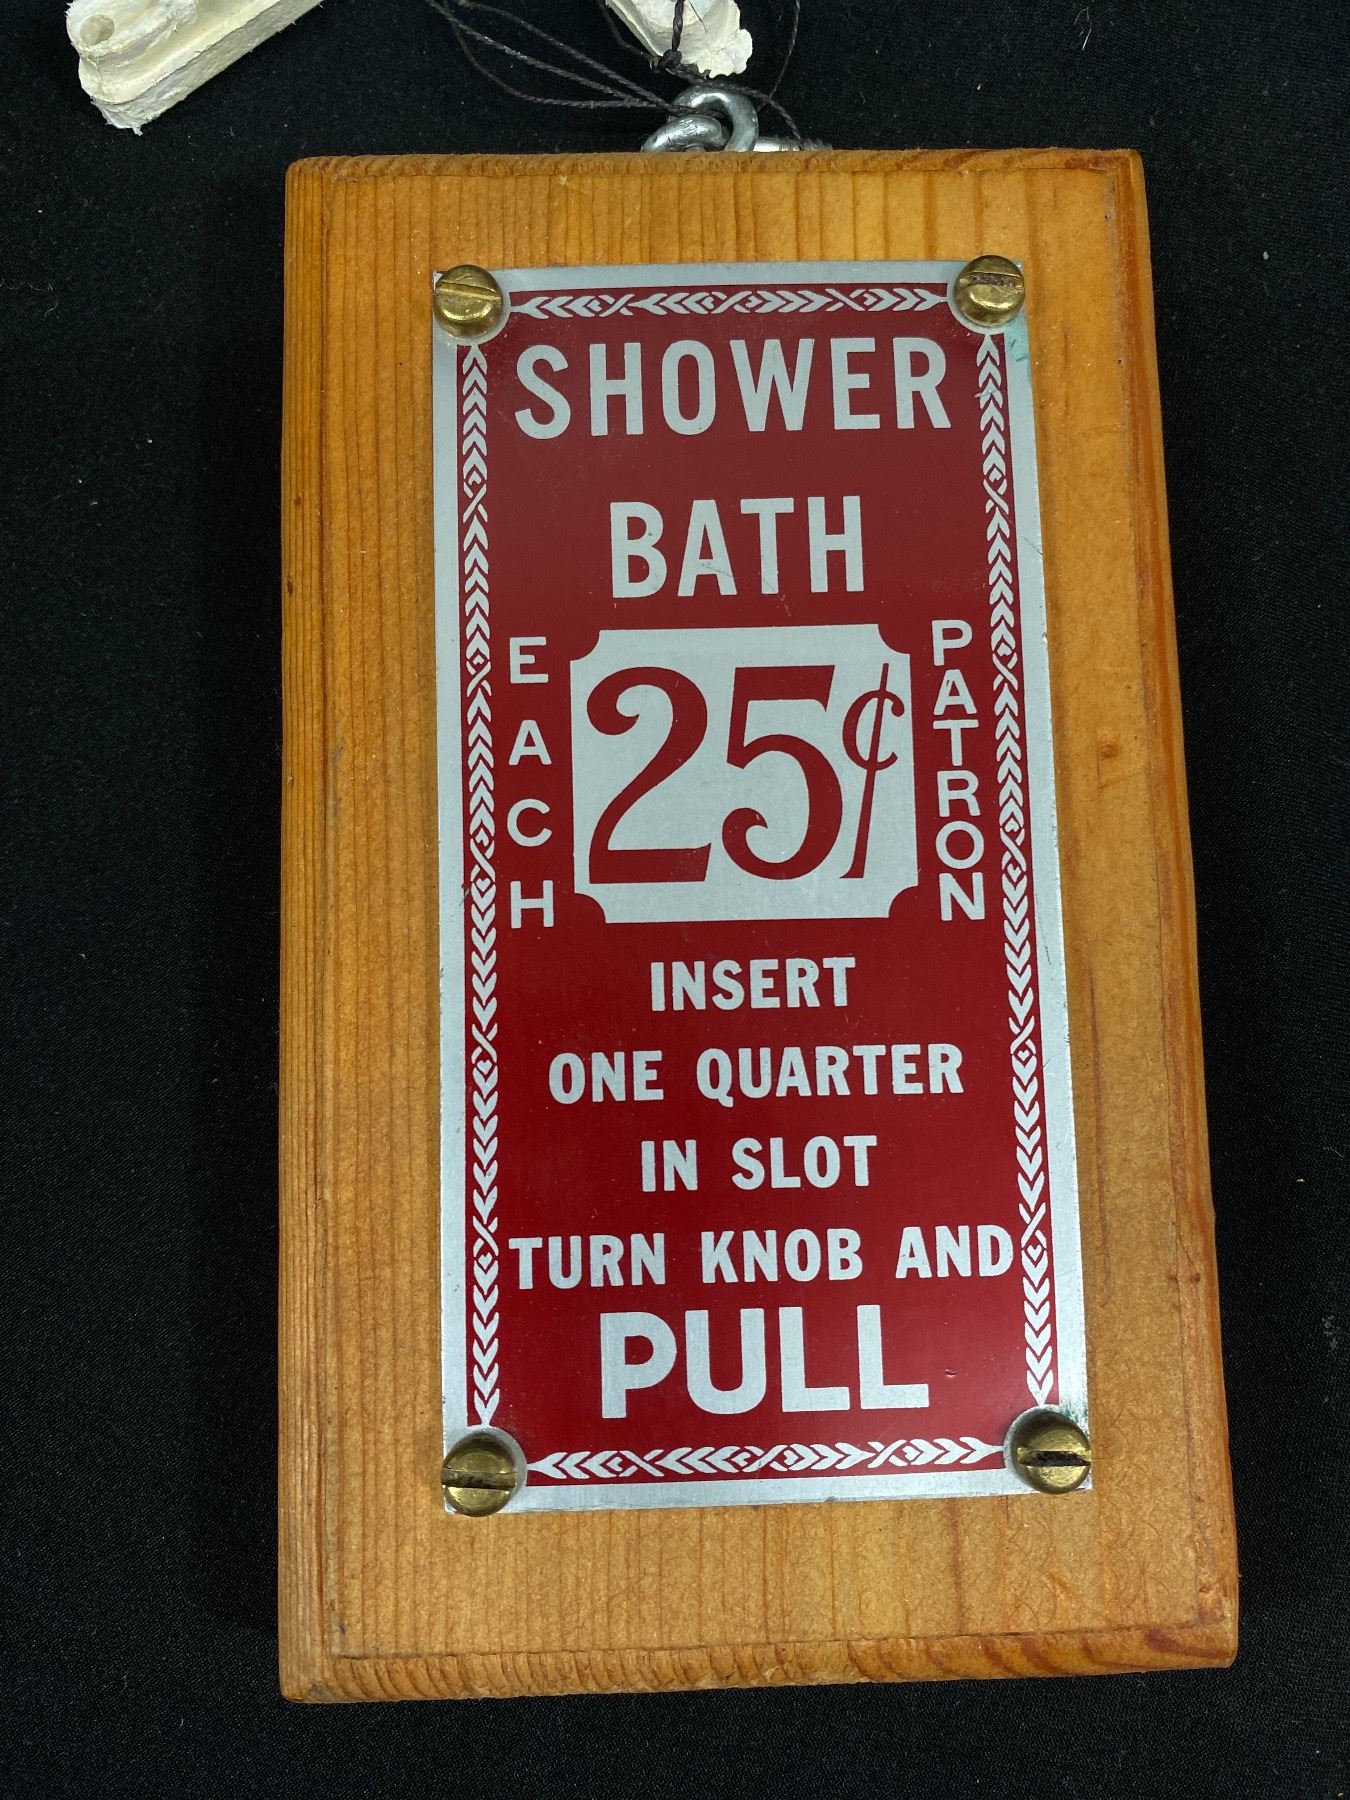 SHOWER
BATH
EACH
25¢
PATRON
INSERT
ONE QUARTER
IN SLOT
TURN KNOB AND
PULL